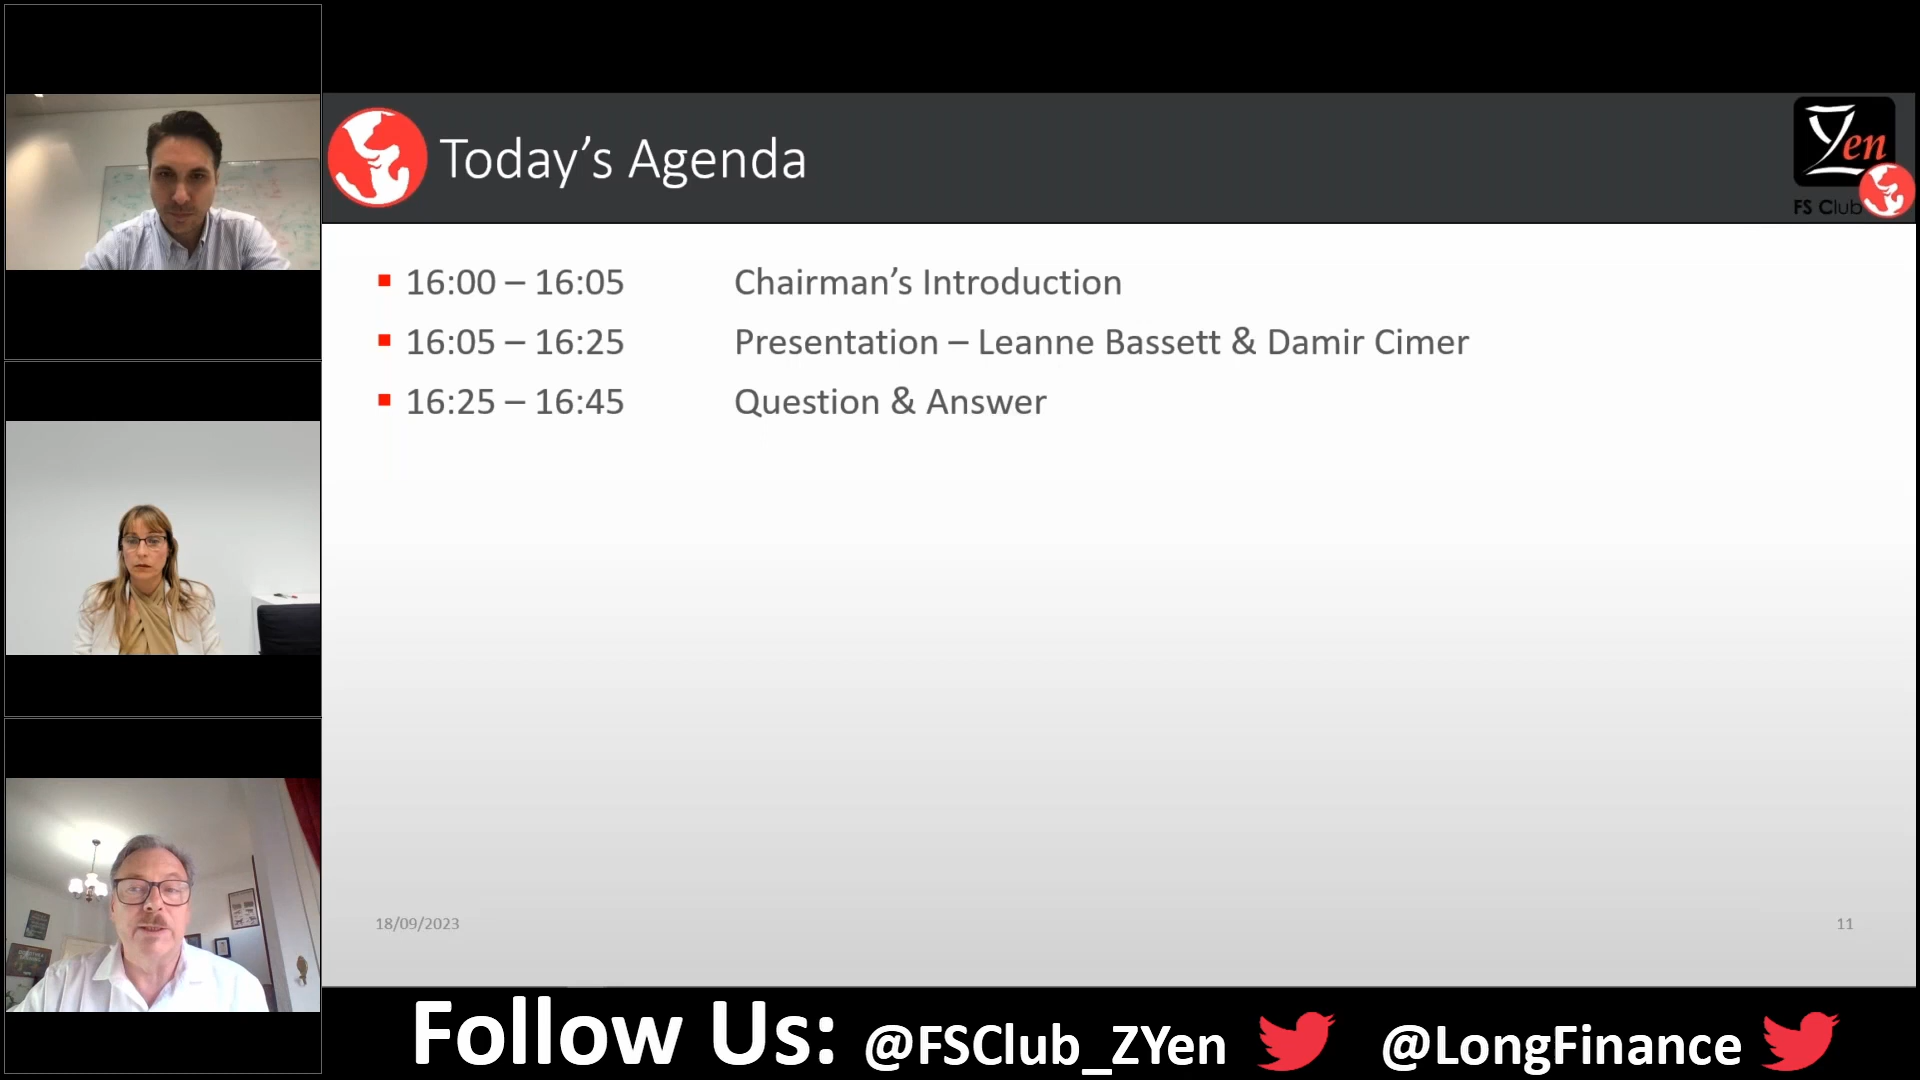 Today’s Agenda
Yen
FS Club
16:00 – 16:05 Chairman’s Introduction
16:05 – 16:25 Presentation – Leanne Bassett & Damir Cimer
16:25 – 16:45 Question & Answer
18/09/2023
11
Follow Us: @FSClub_ZYen @LongFinance